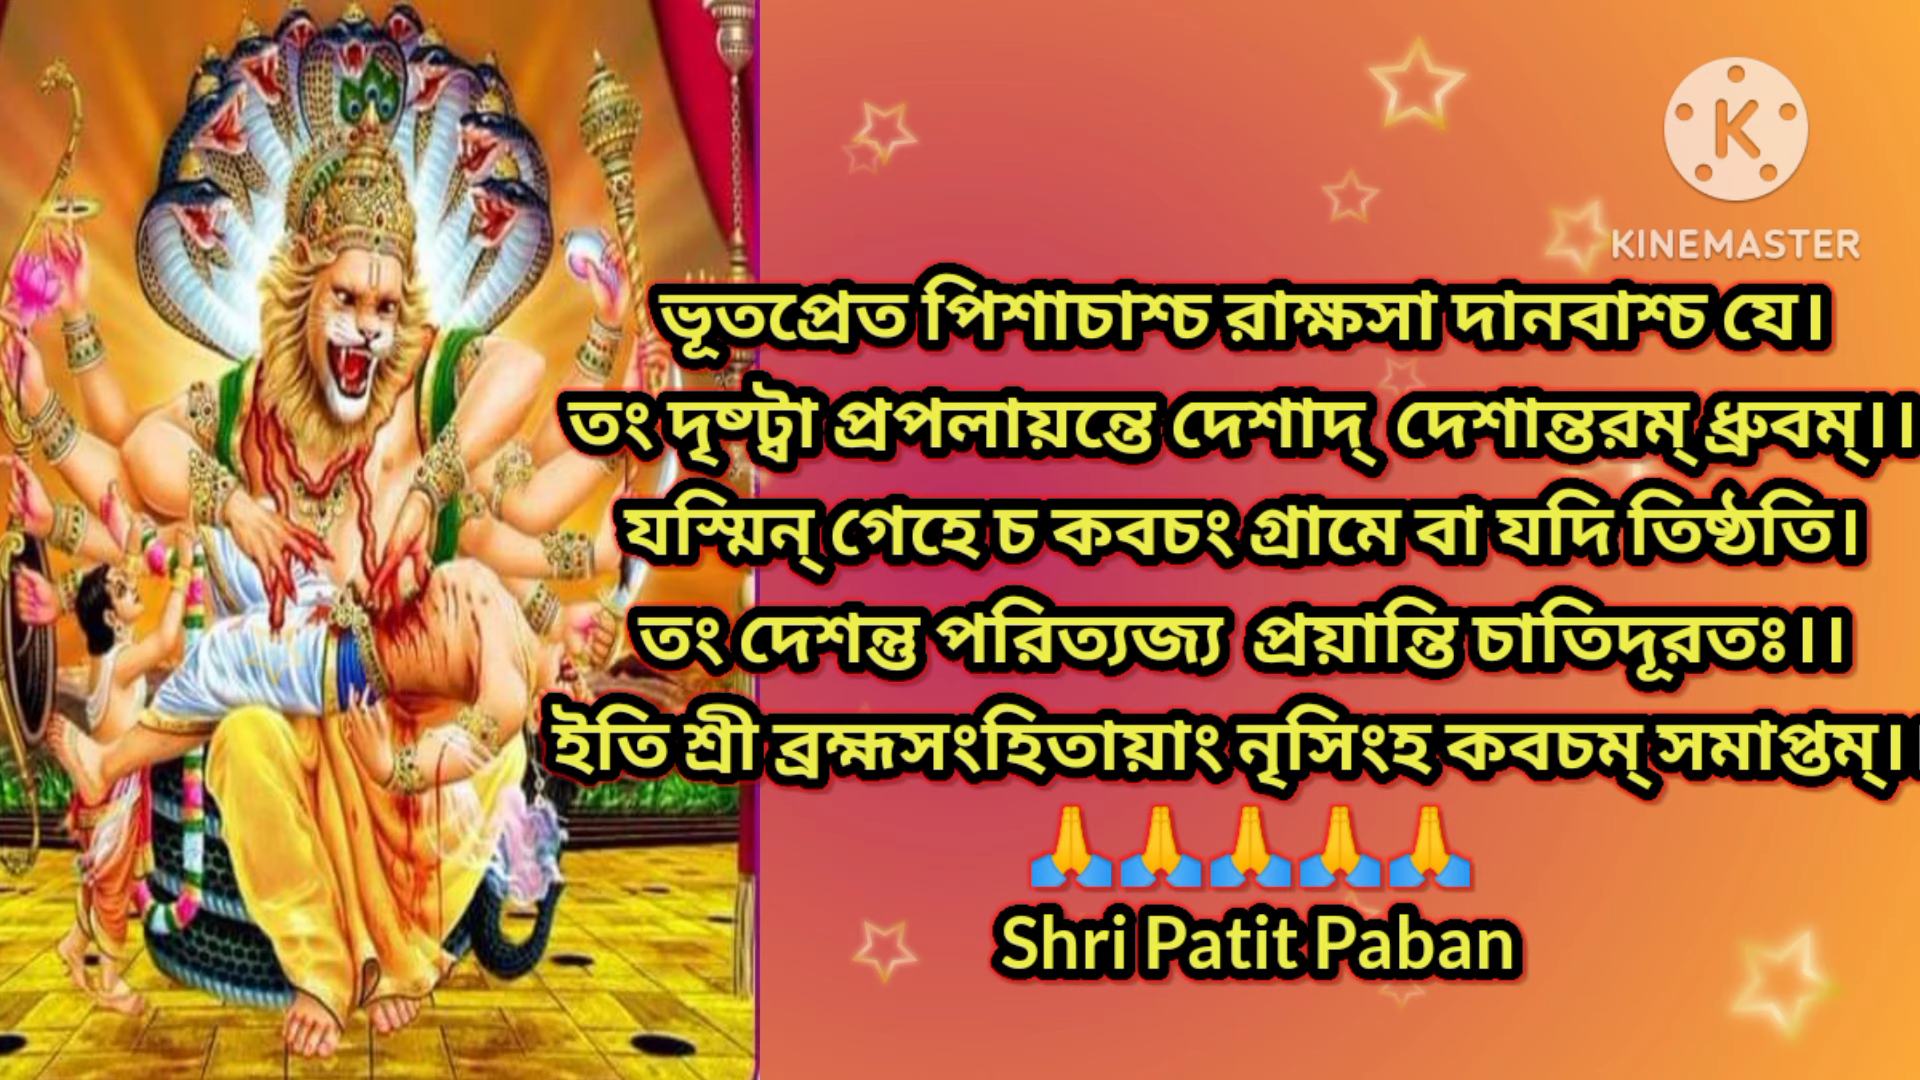 KINEMASTER
ভূতপ্রেত পিশাচাশ্চ রাক্ষসা দানবাশ্চ যে।
তং দৃষ্ট্বা প্রপলায়ন্তে দেশাদ্ দেশান্তরম্ ধ্রুবম্।।
যস্মিন্ গেহে চ কবচং গ্রামে বা যদি তিষ্ঠতি।
তং দেশন্তু পরিত্যজ্য প্রয়ান্তি চাতিদূরতঃ।।
ইতি শ্রী ব্রহ্মসংহিতায়াং নৃসিংহ কবচম্ সমাপ্তম্।।
🙏🙏🙏🙏🙏
Shri Patit Paban